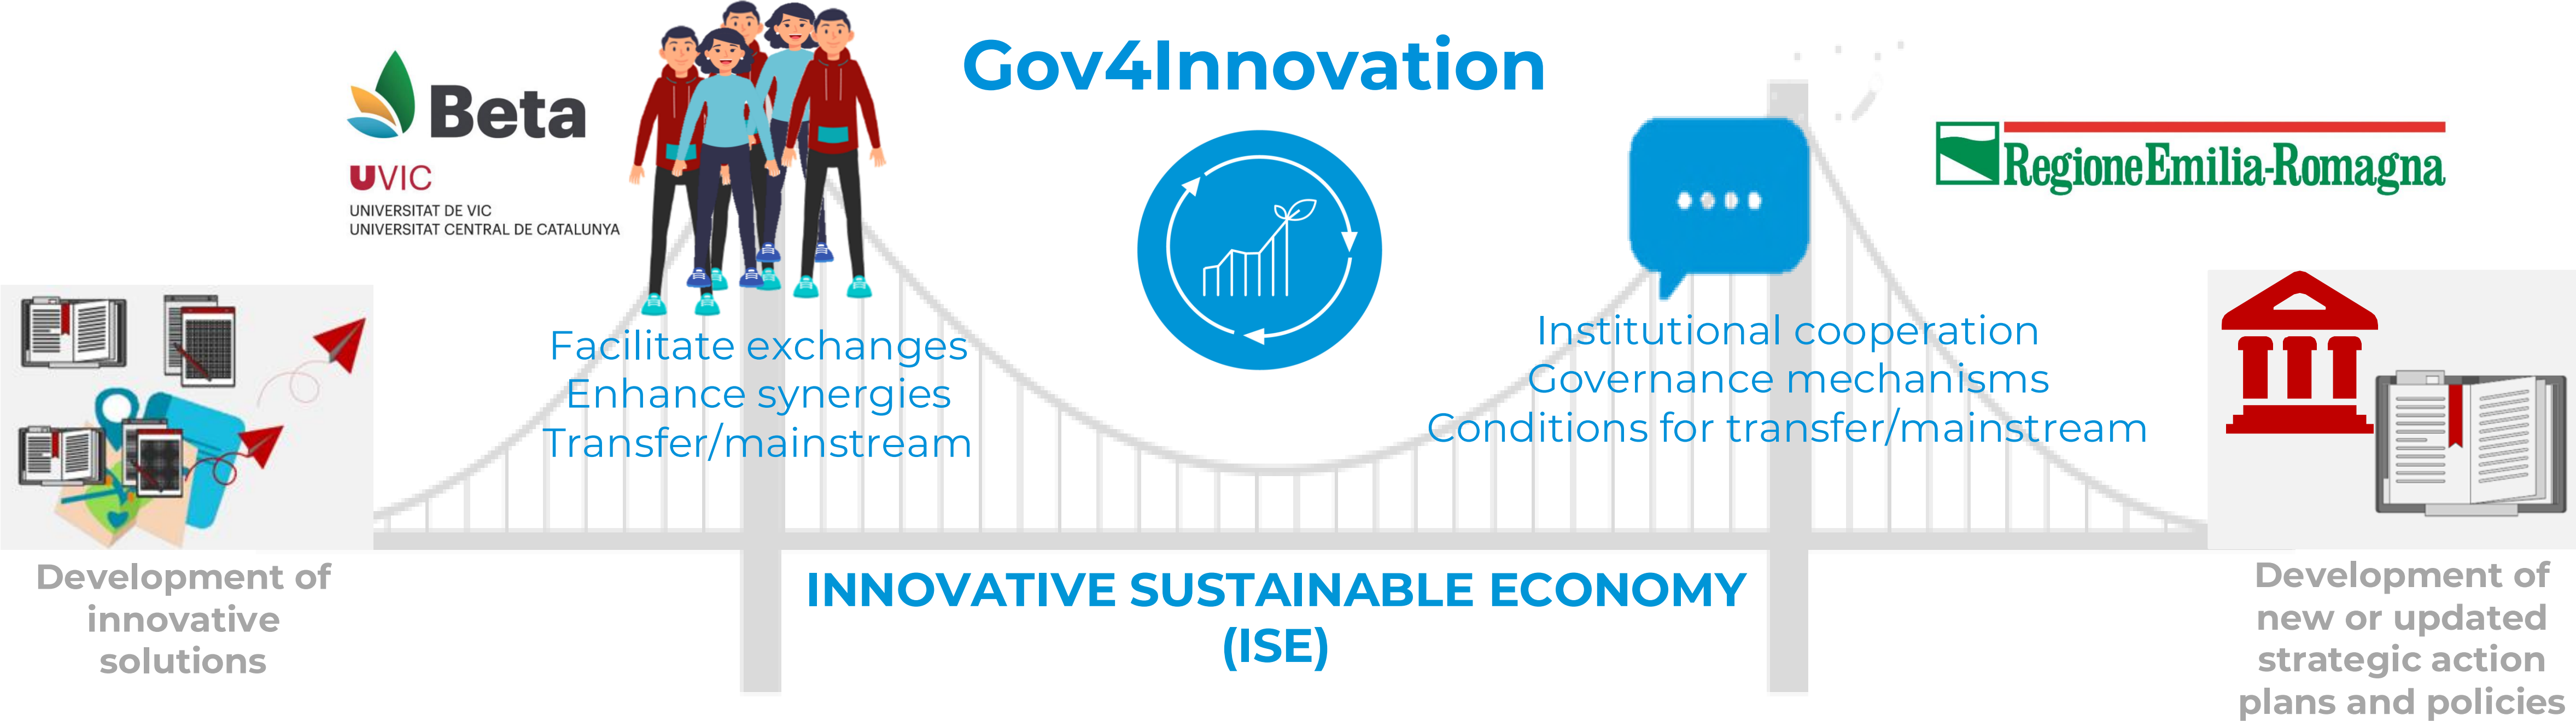 Gov4Innovation
Beta
UVIC
UNIVERSITAT DE VIC
UNIVERSITAT CENTRAL DE CATALUNYA
RegioneEmilia-Romagna
Facilitate exchanges
Enhance synergies
Transfer/mainstream
Institutional cooperation
Governance mechanisms
Conditions for transfer/mainstream
Development of
innovative
solutions
INNOVATIVE SUSTAINABLE ECONOMY
(ISE)
Development of
new or updated
strategic action
plans and policies